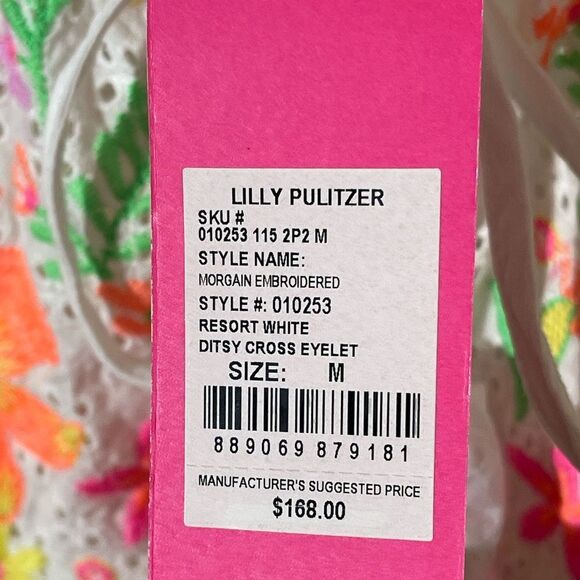 LILLY PULITZER
SKU #
010253 115 2P2 M
STYLE NAME:
MORGAIN EMBROIDERED
STYLE #: 010253
RESORT WHITE
DITSY CROSS EYELET
SIZE: M
889069 879181
MANUFACTURER'S SUGGESTED PRICE
$168.00